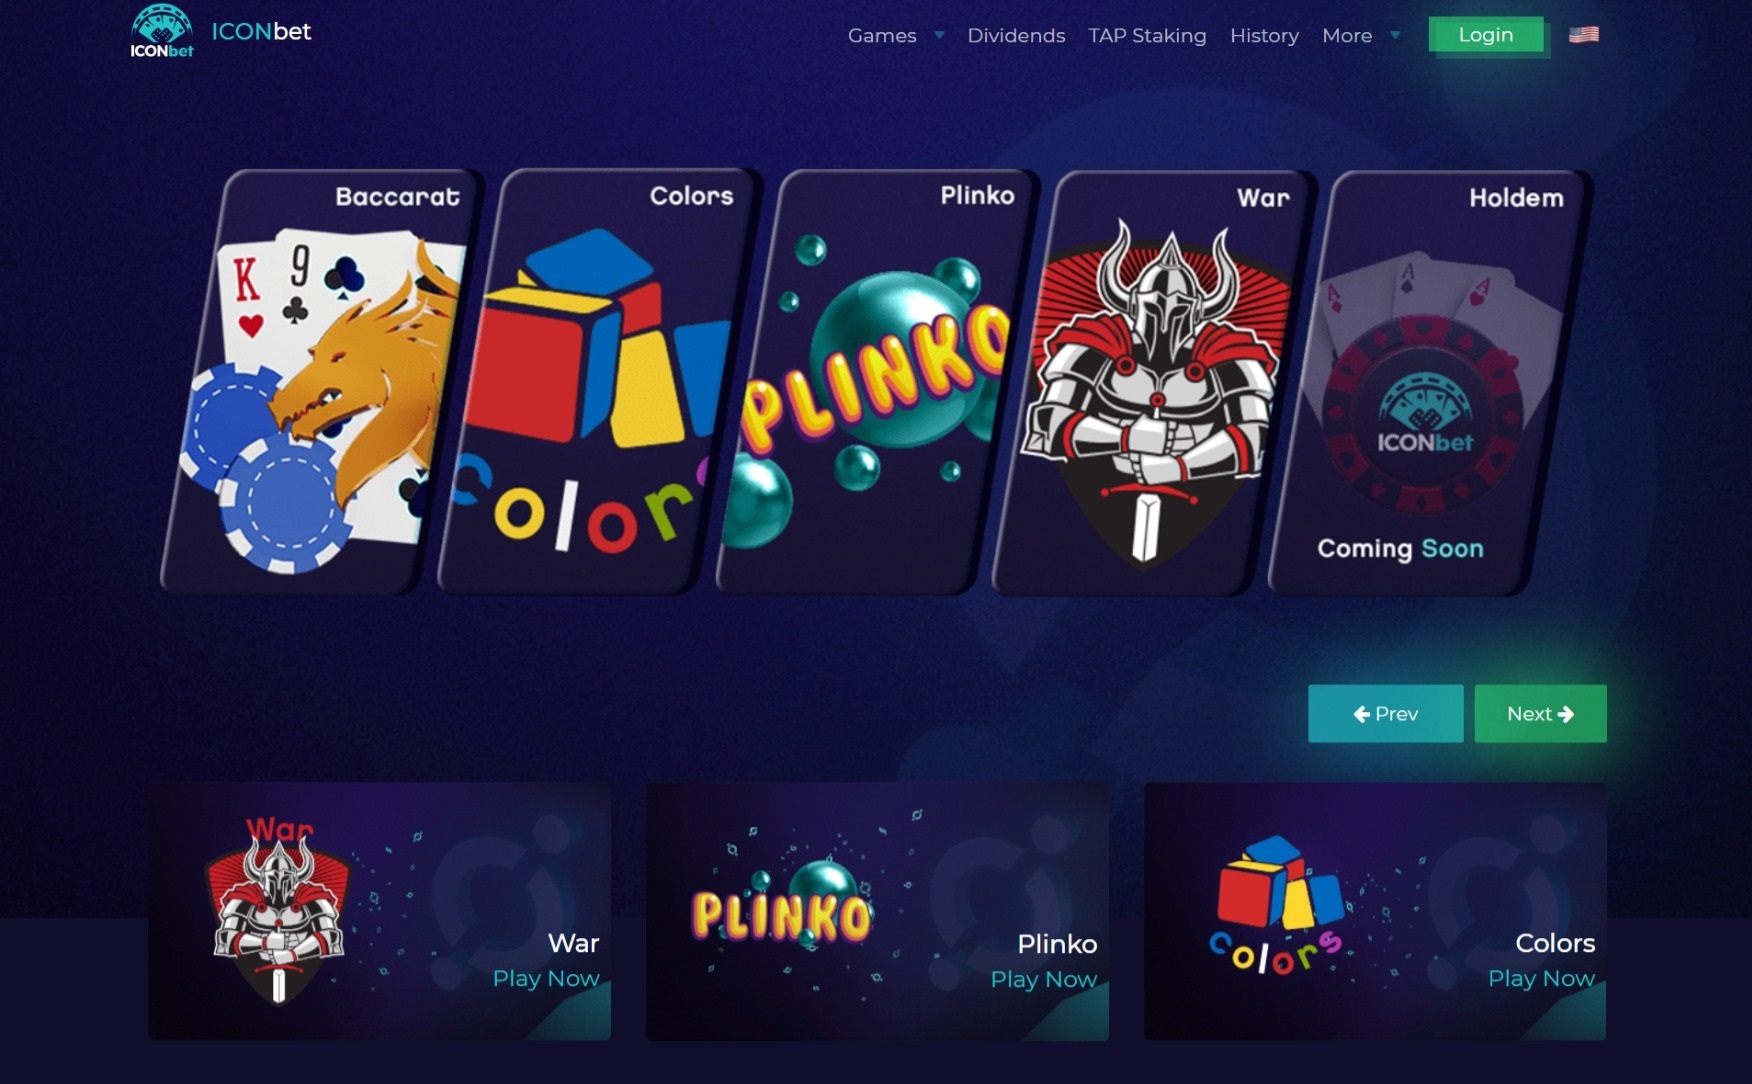 ICONbet
ICONbet
Games
Dividends
TAP Staking
History
More
Login
Baccarat
Colors
Plinko
War
Holdem
K
9
colors
PLINKO
A
A
A
ICONbet
Coming Soon
Prev
Next
War
War
Play Now
PLINKO
Plinko
Play Now
colors
Colors
Play Now